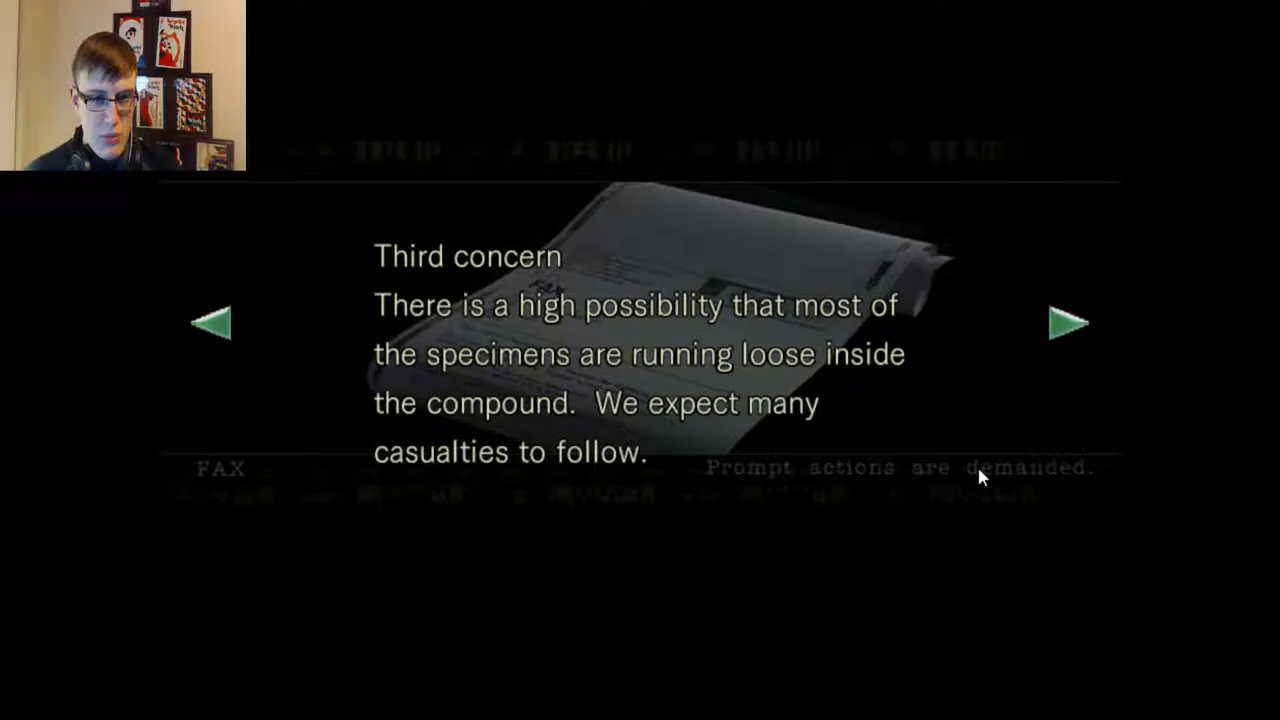 Third concern
There is a high possibility that most of
the specimens are running loose inside
the compound.  We expect many
casualties to follow.
FAX
Prompt actions are demanded.